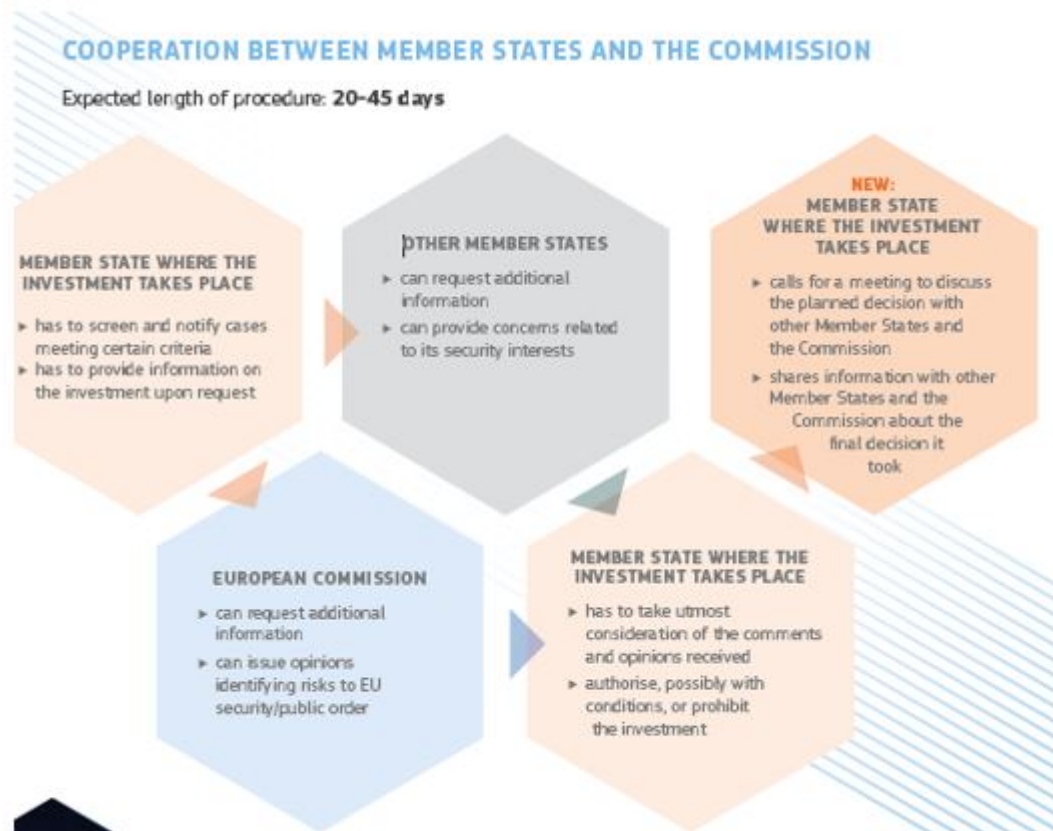 COOPERATION BETWEEN MEMBER STATES AND THE COMMISSION
Expected length of procedure: 20-45 days
MEMBER STATE WHERE THE
INVESTMENT TAKES PLACE
▸ has to screen and notify cases
meeting certain criteria
▸ has to provide information on
the investment upon request
OTHER MEMBER STATES
▸ can request additional
information
▸ can provide concerns related
to its security interests
NEW:
MEMBER STATE
WHERE THE INVESTMENT
TAKES PLACE
▸ calls for a meeting to discuss
the planned decision with
other Member States and
the Commission
▸ shares information with other
Member States and the
Commission about the
final decision it
took
EUROPEAN COMMISSION
▸ can request additional
information
▸ can issue opinions
identifying risks to EU
security/public order
MEMBER STATE WHERE THE
INVESTMENT TAKES PLACE
▸ has to take utmost
consideration of the comments
and opinions received
▸ authorise, possibly with
conditions, or prohibit
the investment